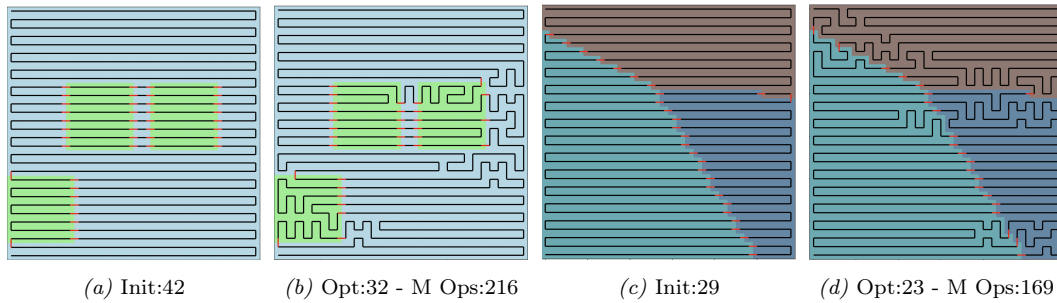 (a) Init:42
(b) Opt:32 - M Ops:216
(c) Init:29
(d) Opt:23 - M Ops:169